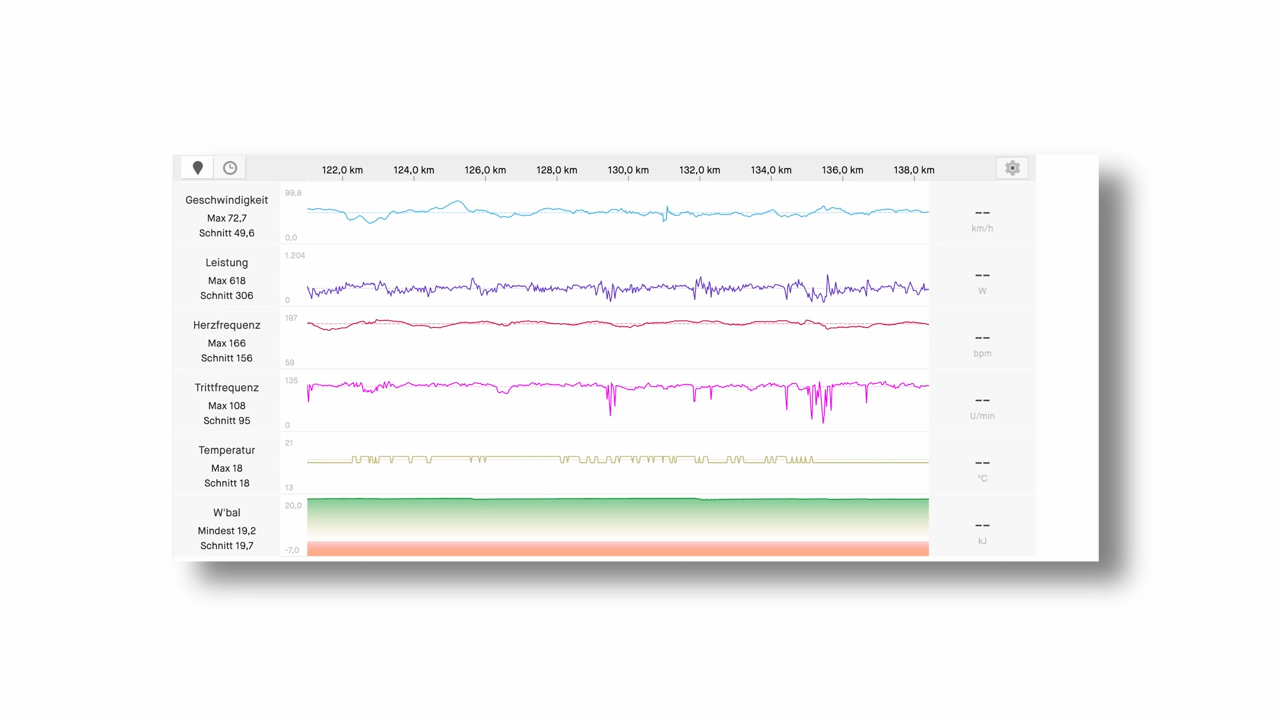 122,0 km 124,0 km 126,0 km 128,0 km 130,0 km 132,0 km 134,0 km 136,0 km 138,0 km
Geschwindigkeit
Max 72,7
Schnitt 49,6
99,8
0,0
--
km/h
Leistung
Max 618
Schnitt 306
1.204
0
--
W
Herzfrequenz
Max 166
Schnitt 156
197
59
--
bpm
Trittfrequenz
Max 108
Schnitt 95
135
0
--
U/min
Temperatur
Max 18
Schnitt 18
21
13
--
°C
W'bal
Mindest 19,2
Schnitt 19,7
20,0
-7,0
--
kJ